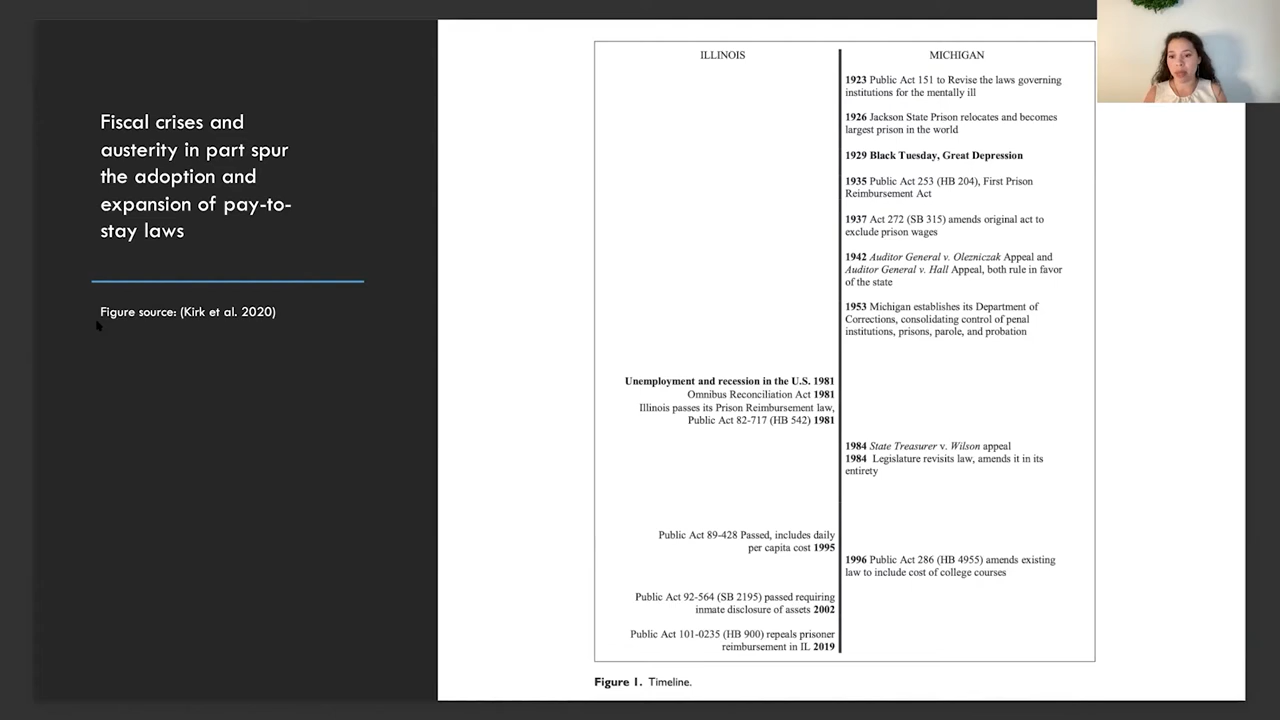 Fiscal crises and
austerity in part spur
the adoption and
expansion of pay-to-
stay laws
Figure source: (Kirk et al. 2020)
ILLINOIS
MICHIGAN
1923 Public Act 151 to Revise the laws governing
institutions for the mentally ill
1926 Jackson State Prison relocates and becomes
largest prison in the world
1929 Black Tuesday, Great Depression
1935 Public Act 253 (HB 204), First Prison
Reimbursement Act
1937 Act 272 (SB 315) amends original act to
exclude prison wages
1942 Auditor General v. Olezniczak Appeal and
Auditor General v. Hall Appeal, both rule in favor
of the state
1953 Michigan establishes its Department of
Corrections, consolidating control of penal
institutions, prisons, parole, and probation
Unemployment and recession in the U.S. 1981
Omnibus Reconciliation Act 1981
Illinois passes its Prison Reimbursement law,
Public Act 82-717 (HB 542) 1981
1984 State Treasurer v. Wilson appeal
1984 Legislature revisits law, amends it in its
entirety
Public Act 89-428 Passed, includes daily
per capita cost 1995
1996 Public Act 286 (HB 4955) amends existing
law to include cost of college courses
Public Act 92-564 (SB 2195) passed requiring
inmate disclosure of assets 2002
Public Act 101-0235 (HB 900) repeals prisoner
reimbursement in IL 2019
Figure 1. Timeline.